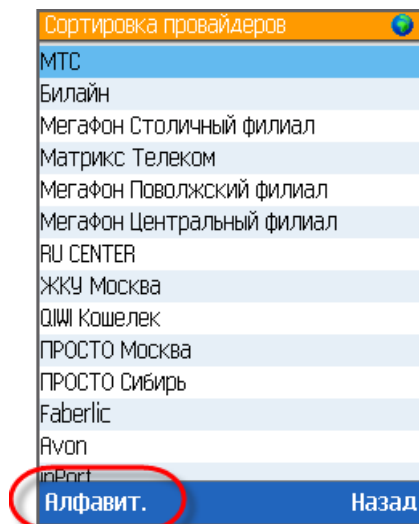 Сортировка провайдеров
МТС
Билайн
Мегафон Столичный филиал
Матрикс Телеком
Мегафон Поволжский филиал
Мегафон Центральный филиал
RU CENTER
ЖКУ Москва
QIWI Кошелек
ПРОСТО Москва
ПРОСТО Сибирь
Faberlic
Avon
inPort
Алфавит. Назад